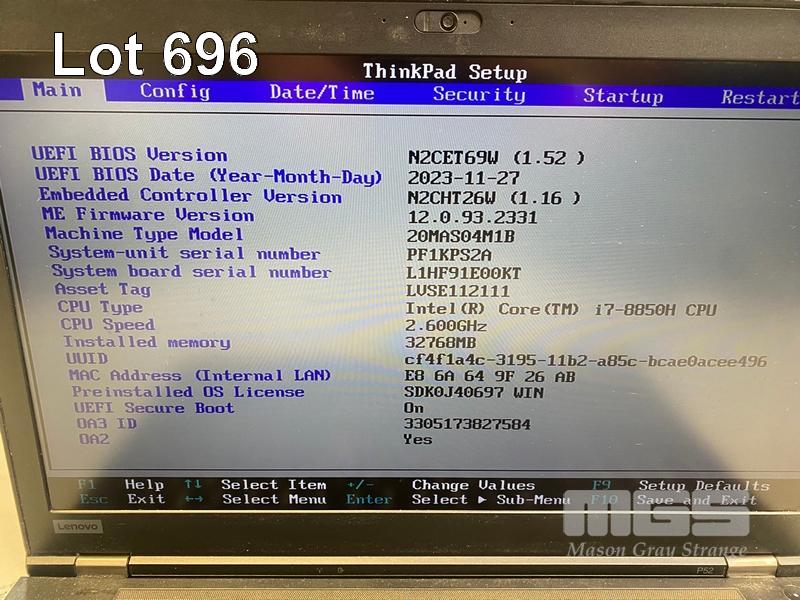 Lot 696
ThinkPad Setup
Main Config Date/Time Security Startup Restart
UEFI BIOS Version N2CET69W (1.52 )
UEFI BIOS Date (Year-Month-Day) 2023-11-27
Embedded Controller Version N2CHT26W (1.16 )
ME Firmware Version 12.0.93.2331
Machine Type Model 20MAS04M1B
System-unit serial number PF1KPS2A
System board serial number L1HF91E00KT
Asset Tag LVSE112111
CPU Type Intel(R) Core(TM) i7-8850H CPU
CPU Speed 2.600GHz
Installed memory 32768MB
UUID cf4f1a4c-3195-11b2-a85c-bcae0acee496
MAC Address (Internal LAN) E8 6A 64 9F 26 AB
Preinstalled OS License SDK0J40697 WIN
UEFI Secure Boot On
OA3 ID 3305173827584
OA2 Yes
F1 Help ↑↓ Select Item +/- Change Values F9 Setup Defaults
Esc Exit ←→ Select Menu Enter Select ▶ Sub-Menu F10 Save and Exit
Lenovo
MGS
Mason Gray Strange
P52